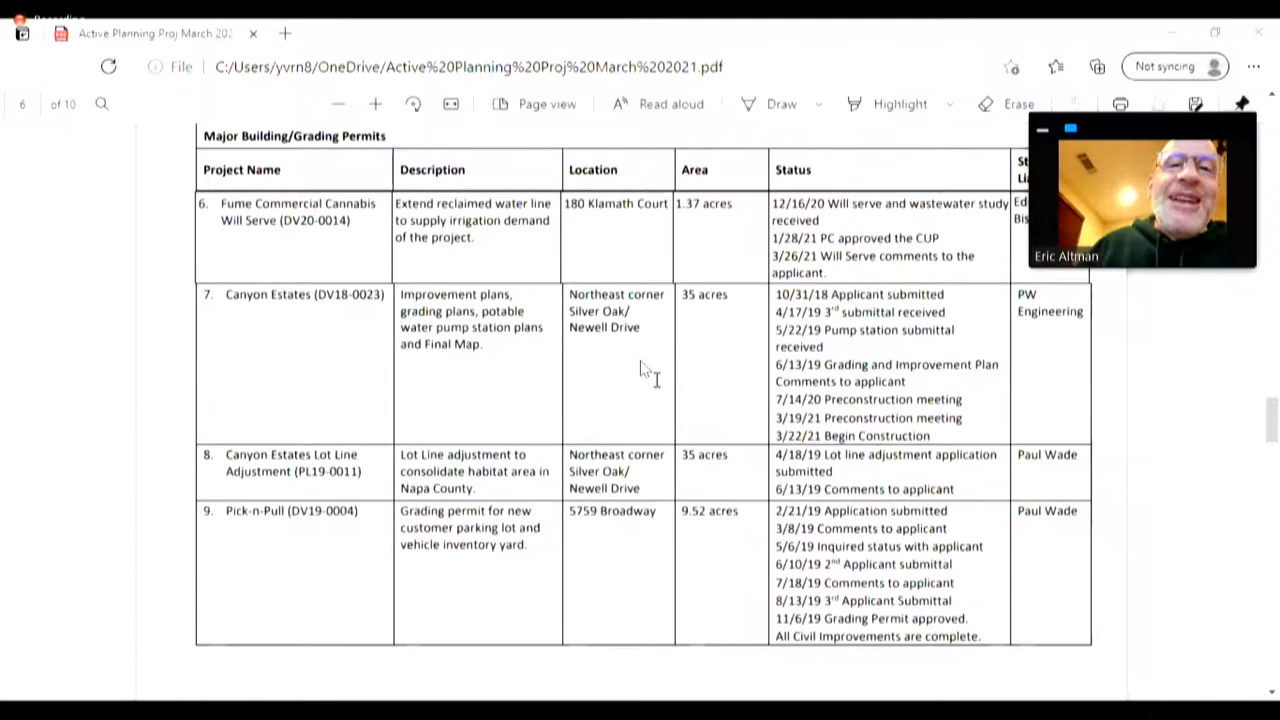 Active Planning Proj March 202
File
C:/Users/yvrn8/OneDrive/Active%20Planning%20Proj%20March%202021.pdf
Not syncing
6 of 10
Page view
Read aloud
Draw
Highlight
Erase
Major Building/Grading Permits
Project Name
Description
Location
Area
Status
St
Li
6. Fume Commercial Cannabis
Will Serve (DV20-0014)
Extend reclaimed water line
to supply irrigation demand
of the project.
180 Klamath Court
1.37 acres
12/16/20 Will serve and wastewater study
received
1/28/21 PC approved the CUP
3/26/21 Will Serve comments to the
applicant.
Ed
Bis
Eric Altman
7. Canyon Estates (DV18-0023)
Improvement plans,
grading plans, potable
water pump station plans
and Final Map.
Northeast corner
Silver Oak/
Newell Drive
35 acres
10/31/18 Applicant submitted
4/17/19 3rd submittal received
5/22/19 Pump station submittal
received
6/13/19 Grading and Improvement Plan
Comments to applicant
7/14/20 Preconstruction meeting
3/19/21 Preconstruction meeting
3/22/21 Begin Construction
PW
Engineering
8. Canyon Estates Lot Line
Adjustment (PL19-0011)
Lot Line adjustment to
consolidate habitat area in
Napa County.
Northeast corner
Silver Oak/
Newell Drive
35 acres
4/18/19 Lot line adjustment application
submitted
6/13/19 Comments to applicant
Paul Wade
9. Pick-n-Pull (DV19-0004)
Grading permit for new
customer parking lot and
vehicle inventory yard.
5759 Broadway
9.52 acres
2/21/19 Application submitted
3/8/19 Comments to applicant
5/6/19 Inquired status with applicant
6/10/19 2nd Applicant submittal
7/18/19 Comments to applicant
8/13/19 3rd Applicant Submittal
11/6/19 Grading Permit approved.
All Civil Improvements are complete.
Paul Wade